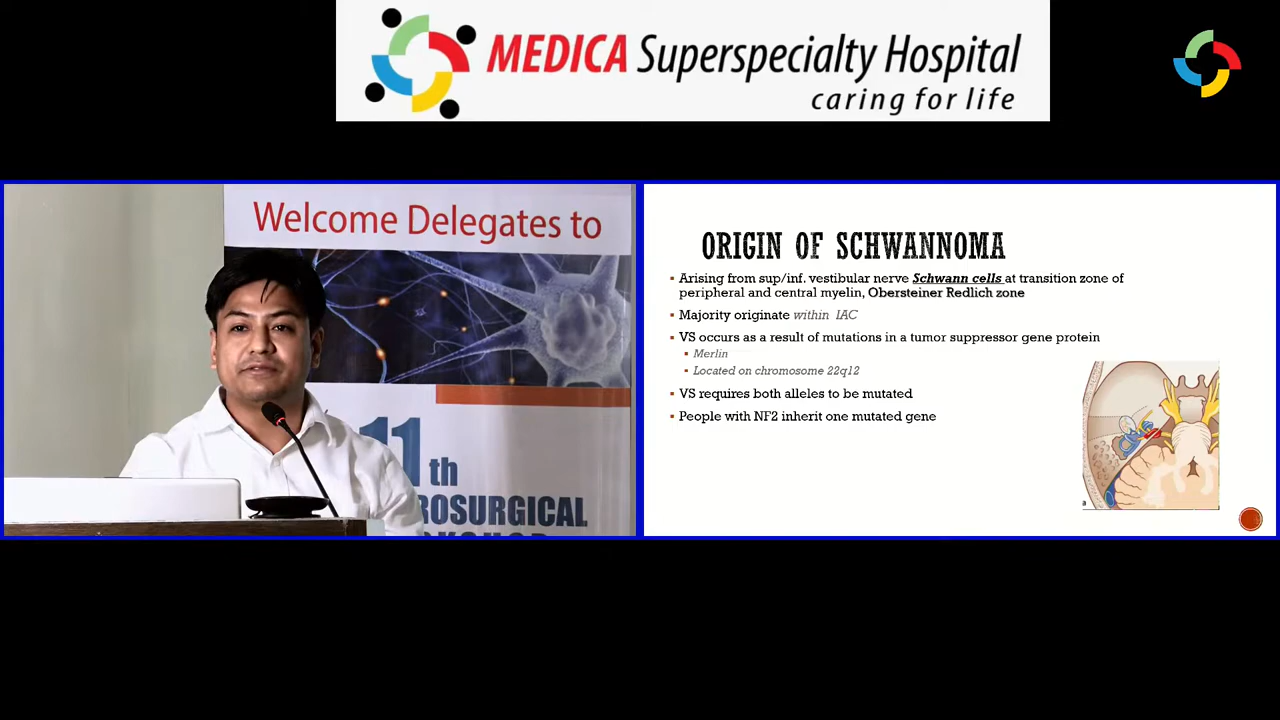 MEDICA Superspecialty Hospital
caring for life
Welcome Delegates to
11th
ROSURGICAL
ORIGIN OF SCHWANNOMA
Arising from sup/inf. vestibular nerve Schwann cells at transition zone of
peripheral and central myelin, Obersteiner Redlich zone
Majority originate within IAC
VS occurs as a result of mutations in a tumor suppressor gene protein
Merlin
Located on chromosome 22q12
VS requires both alleles to be mutated
People with NF2 inherit one mutated gene
a